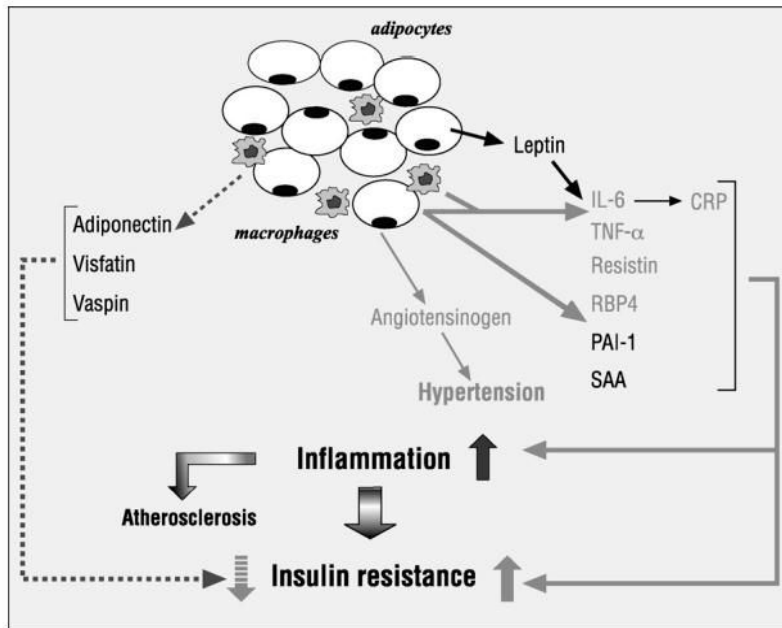 adipocytes
Leptin
IL-6
CRP
TNF-α
Resistin
RBP4
PAI-1
SAA
macrophages
Adiponectin
Visfatin
Vaspin
Angiotensinogen
Hypertension
Inflammation
Atherosclerosis
Insulin resistance